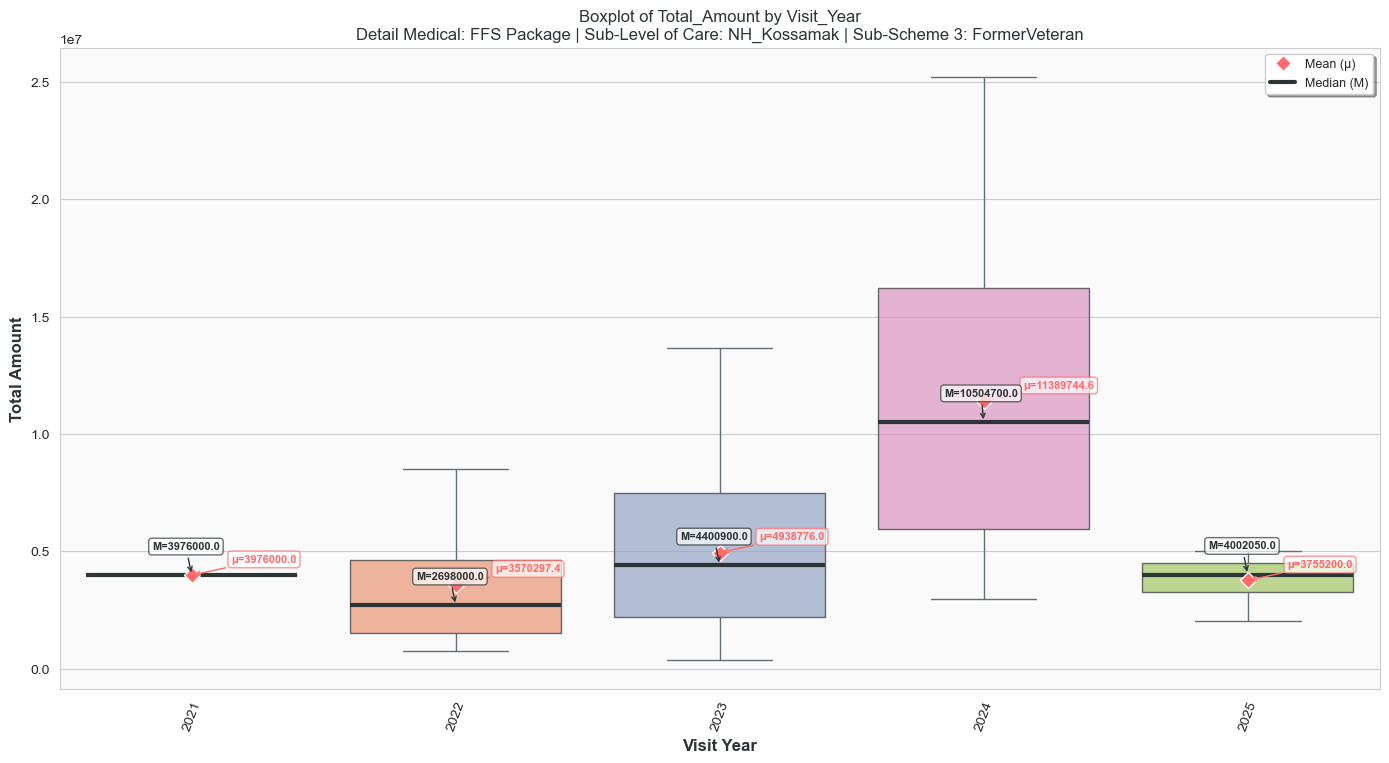 Boxplot of Total_Amount by Visit_Year
Detail Medical: FFS Package | Sub-Level of Care: NH_Kossamak | Sub-Scheme 3: FormerVeteran
1e7
Mean (μ)
Median (M)
2.5
2.0
1.5
1.0
0.5
0.0
Total Amount
M=3976000.0
μ=3976000.0
M=2698000.0
μ=3570297.4
M=4400900.0
μ=4938776.0
M=10504700.0
μ=11389744.6
M=4002050.0
μ=3755200.0
2021
2022
2023
2024
2025
Visit Year